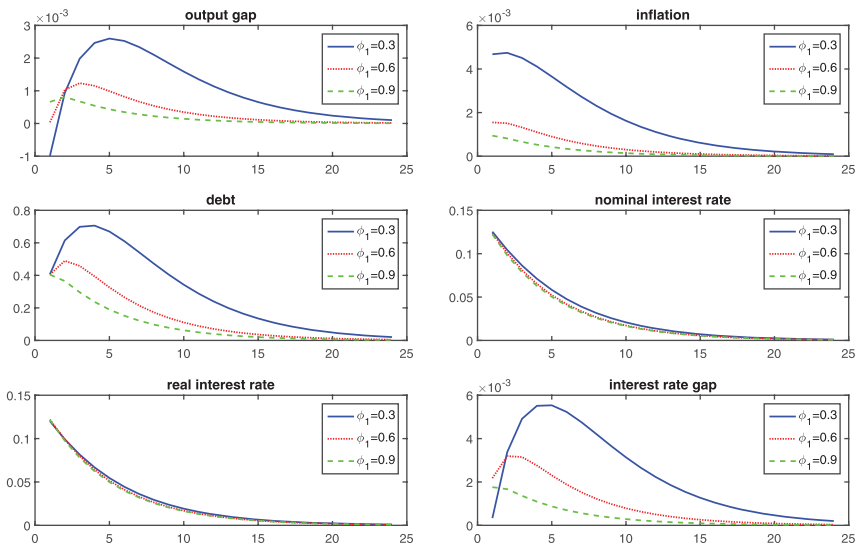 output gap
×10⁻³
3
2
1
0
-1
0 5 10 15 20 25
ϕ₁=0.3
ϕ₁=0.6
ϕ₁=0.9
inflation
×10⁻³
6
4
2
0
0 5 10 15 20 25
ϕ₁=0.3
ϕ₁=0.6
ϕ₁=0.9
debt
0.8
0.6
0.4
0.2
0
0 5 10 15 20 25
ϕ₁=0.3
ϕ₁=0.6
ϕ₁=0.9
nominal interest rate
0.15
0.1
0.05
0
0 5 10 15 20 25
ϕ₁=0.3
ϕ₁=0.6
ϕ₁=0.9
real interest rate
0.15
0.1
0.05
0
0 5 10 15 20 25
ϕ₁=0.3
ϕ₁=0.6
ϕ₁=0.9
interest rate gap
×10⁻³
6
4
2
0
0 5 10 15 20 25
ϕ₁=0.3
ϕ₁=0.6
ϕ₁=0.9